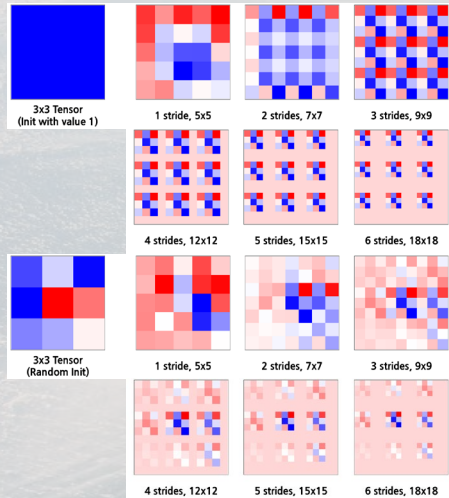 3x3 Tensor
(Init with value 1)
1 stride, 5x5
2 strides, 7x7
3 strides, 9x9
4 strides, 12x12
5 strides, 15x15
6 strides, 18x18
3x3 Tensor
(Random Init)
1 stride, 5x5
2 strides, 7x7
3 strides, 9x9
4 strides, 12x12
5 strides, 15x15
6 strides, 18x18